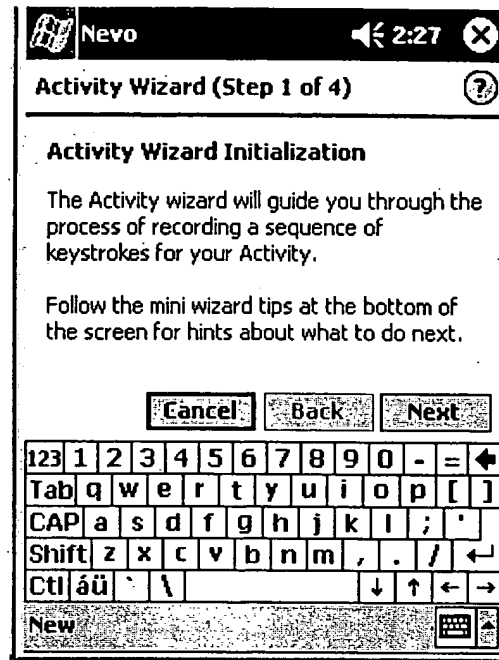 Nevo 2:27
Activity Wizard (Step 1 of 4) ?
Activity Wizard Initialization
The Activity wizard will guide you through the
process of recording a sequence of
keystrokes for your Activity.
Follow the mini wizard tips at the bottom of
the screen for hints about what to do next.
Cancel Back Next
123 1 2 3 4 5 6 7 8 9 0 - = ←
Tab q w e r t y u i o p [ ]
CAP a s d f g h j k l ; '
Shift z x c v b n m , . / ↵
Ctl áü ` \ ↓ ↑ ← →
New